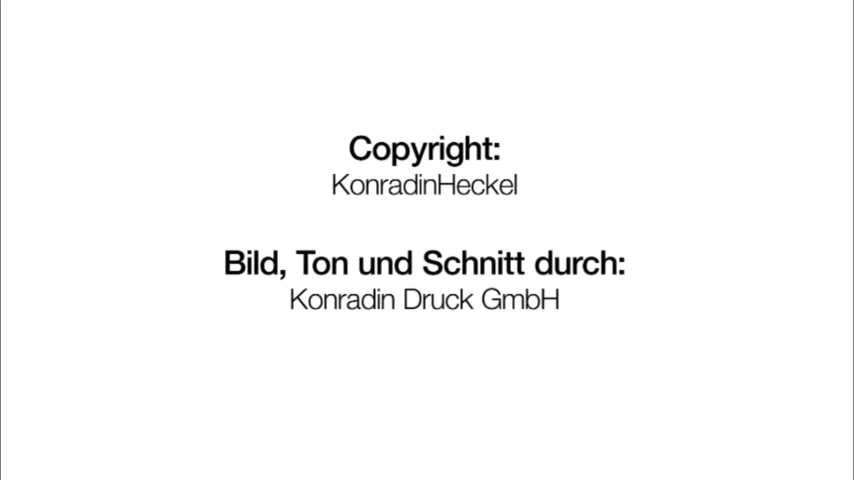 Copyright:
KonradinHeckel
Bild, Ton und Schnitt durch:
Konradin Druck GmbH